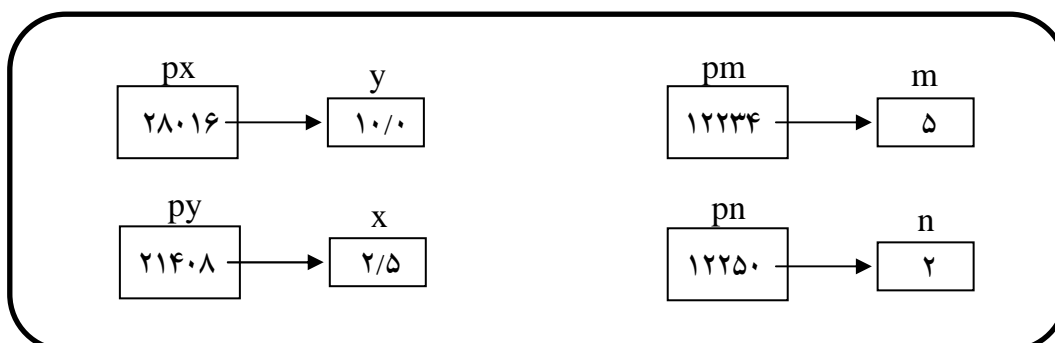 px y pm m
۲۸۰۱۶ ۱۰/۰ ۱۲۲۳۴ ۵
py x pn n
۲۱۴۰۸ ۲/۵ ۱۲۲۵۰ ۲